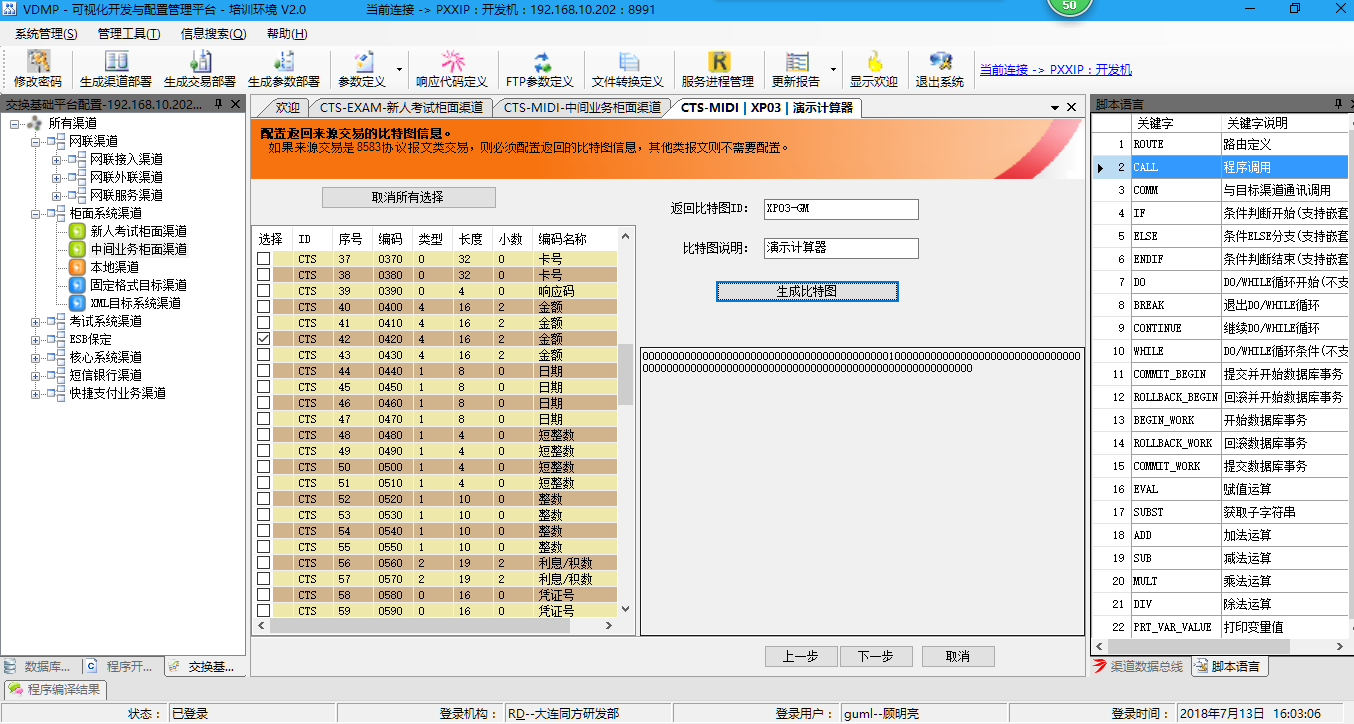 VDMP - 可视化开发与配置管理平台 - 培训环境 V2.0 当前连接 -> PXXIP : 开发机 : 192.168.10.202 : 8991 50
系统管理(S) 管理工具(T) 信息搜索(Q) 帮助(H)
修改密码 生成渠道部署 生成交易部署 生成参数部署 参数定义 响应代码定义 FTP参数定义 文件转换定义 服务进程管理 更新报告 显示欢迎 退出系统 当前连接 -> PXXIP : 开发机
交换基础平台配置-192.168.10.202...
所有渠道
网联渠道
网联接入渠道
网联外联渠道
网联服务渠道
柜面系统渠道
新人考试柜面渠道
中间业务柜面渠道
本地渠道
固定格式目标渠道
XML目标系统渠道
考试系统渠道
ESB保定
核心系统渠道
短信银行渠道
快捷支付业务渠道
数据库... 程序开... 交换基...
欢迎 CTS-EXAM-新人考试柜面渠道 CTS-MIDI-中间业务柜面渠道 CTS-MIDI | XP03 | 演示计算器
配置返回来源交易的比特图信息。
如果来源交易是8583协议报文类交易，则必须配置返回的比特图信息，其他类报文则不需要配置。
取消所有选择
选择 ID 序号 编码 类型 长度 小数 编码名称
CTS 37 0370 0 32 0 卡号
CTS 38 0380 0 32 0 卡号
CTS 39 0390 0 4 0 响应码
CTS 40 0400 4 16 2 金额
CTS 41 0410 4 16 2 金额
CTS 42 0420 4 16 2 金额
CTS 43 0430 4 16 2 金额
CTS 44 0440 1 8 0 日期
CTS 45 0450 1 8 0 日期
CTS 46 0460 1 8 0 日期
CTS 47 0470 1 8 0 日期
CTS 48 0480 1 4 0 短整数
CTS 49 0490 1 4 0 短整数
CTS 50 0500 1 4 0 短整数
CTS 51 0510 1 4 0 短整数
CTS 52 0520 1 10 0 整数
CTS 53 0530 1 10 0 整数
CTS 54 0540 1 10 0 整数
CTS 55 0550 1 10 0 整数
CTS 56 0560 2 19 2 利息/积数
CTS 57 0570 2 19 2 利息/积数
CTS 58 0580 0 16 0 凭证号
CTS 59 0590 0 16 0 凭证号
返回比特图ID: XP03-GM
比特图说明: 演示计算器
生成比特图
0000000000000000000000000000000000000000010000000000000000000000000000000
0000000000000000000000000000000000000000000000000000000
上一步 下一步 取消
脚本语言
关键字 关键字说明
1 ROUTE 路由定义
2 CALL 程序调用
3 COMM 与目标渠道通讯调用
4 IF 条件判断开始(支持嵌套
5 ELSE 条件ELSE分支(支持嵌套
6 ENDIF 条件判断结束(支持嵌套
7 DO DO/WHILE循环开始(不支
8 BREAK 退出DO/WHILE循环
9 CONTINUE 继续DO/WHILE循环
10 WHILE DO/WHILE循环条件(不支
11 COMMIT_BEGIN 提交并开始数据库事务
12 ROLLBACK_BEGIN 回滚并开始数据库事务
13 BEGIN_WORK 开始数据库事务
14 ROLLBACK_WORK 回滚数据库事务
15 COMMIT_WORK 提交数据库事务
16 EVAL 赋值运算
17 SUBST 获取子字符串
18 ADD 加法运算
19 SUB 减法运算
20 MULT 乘法运算
21 DIV 除法运算
22 PRT_VAR_VALUE 打印变量值
渠道数据总线 脚本语言
程序编译结果
状态 : 已登录 登录机构 : RD--大连同方研发部 登录用户 : guml--顾明亮 登录时间 : 2018年7月13日 16:03:06